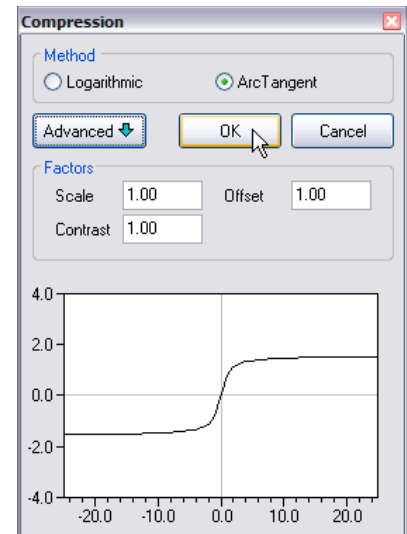 Compression
Method
Logarithmic ArcTangent
Advanced OK Cancel
Factors
Scale 1.00 Offset 1.00
Contrast 1.00
4.0
2.0
0.0
-2.0
-4.0
-20.0 -10.0 0.0 10.0 20.0